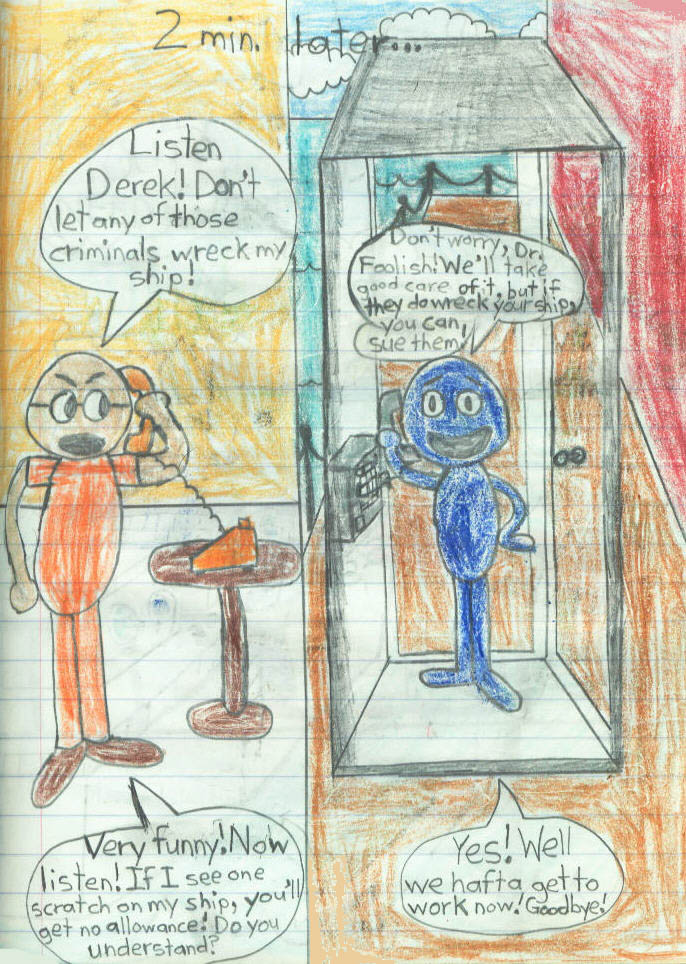 2 min. later...
Listen
Derek! Don't
let any of those
criminals wreck my
ship!
Don't worry, Dr.
Foolish! We'll take
good care of it, but if
they do wreck your ship,
you can
sue them!
Very funny! Now
listen! If I see one
scratch on my ship, you'll
get no allowance! Do you
understand?
Yes! Well
we hafta get to
work now! Goodbye!